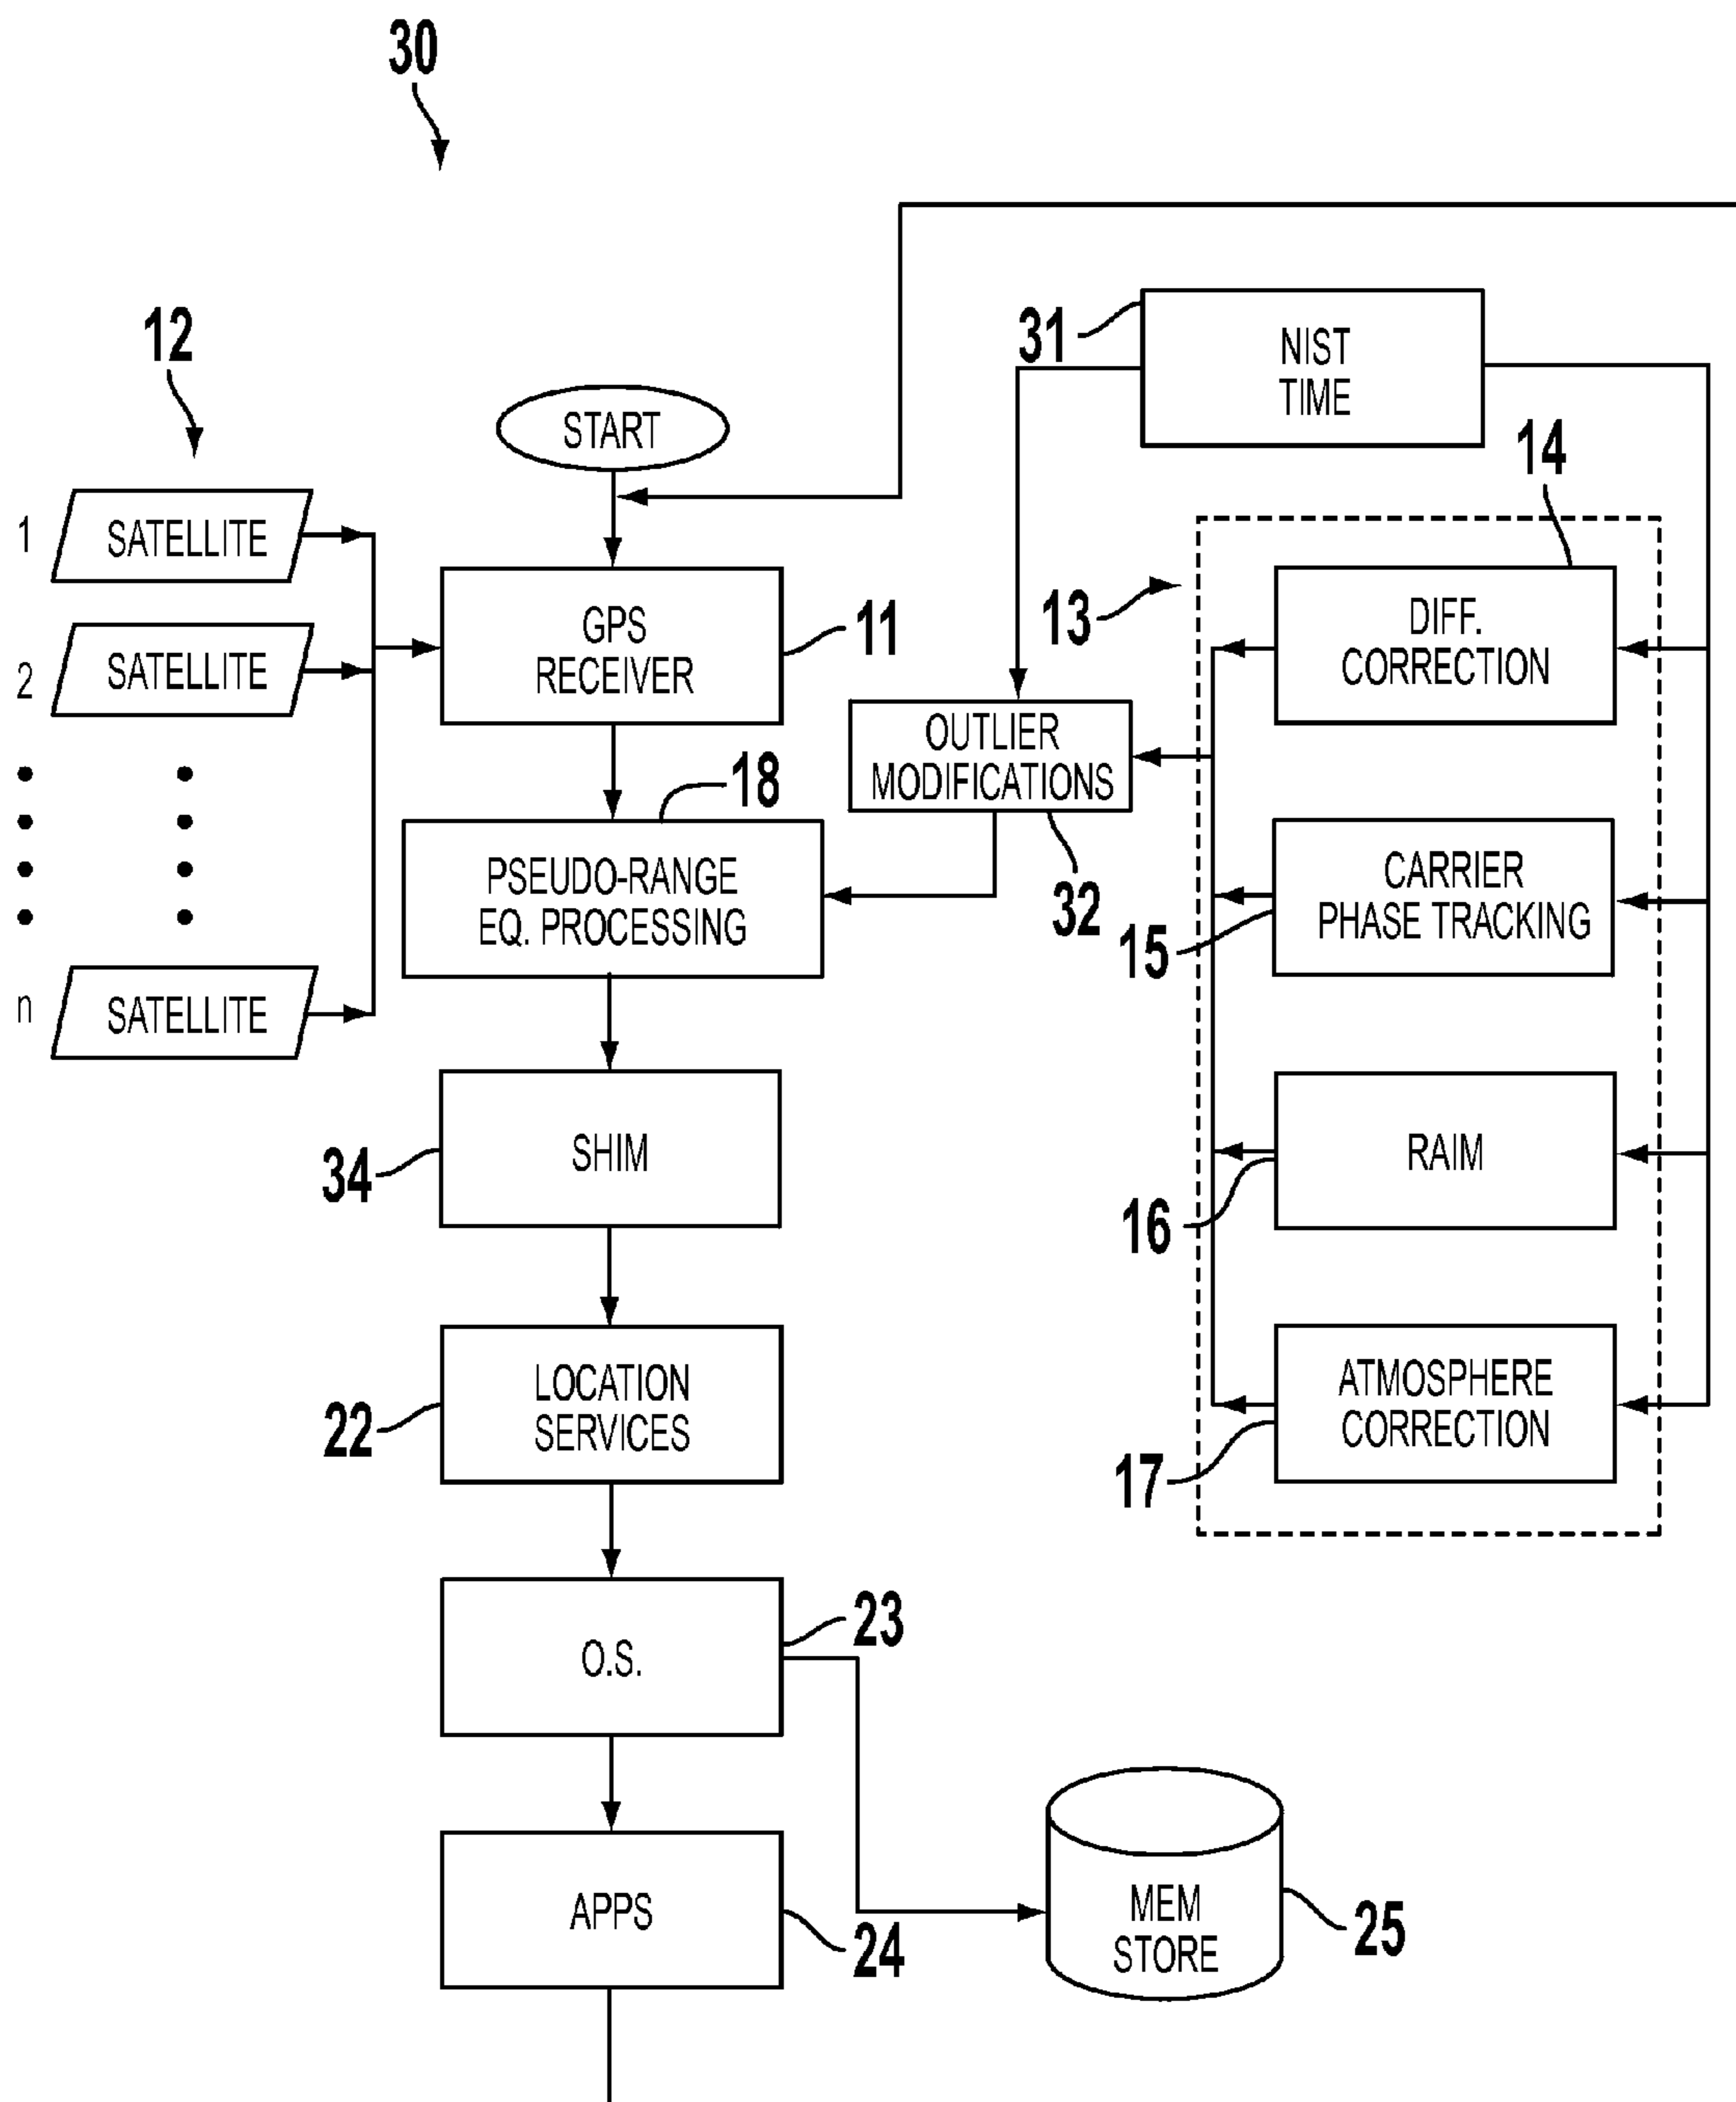 30
12
START
31
NIST
TIME
14
1
SATELLITE
2
SATELLITE
n
SATELLITE
GPS
RECEIVER
11
13
DIFF.
CORRECTION
OUTLIER
MODIFICATIONS
32
18
PSEUDO-RANGE
EQ. PROCESSING
CARRIER
PHASE TRACKING
15
34
SHIM
RAIM
16
22
LOCATION
SERVICES
ATMOSPHERE
CORRECTION
17
O.S.
23
APPS
24
MEM
STORE
25